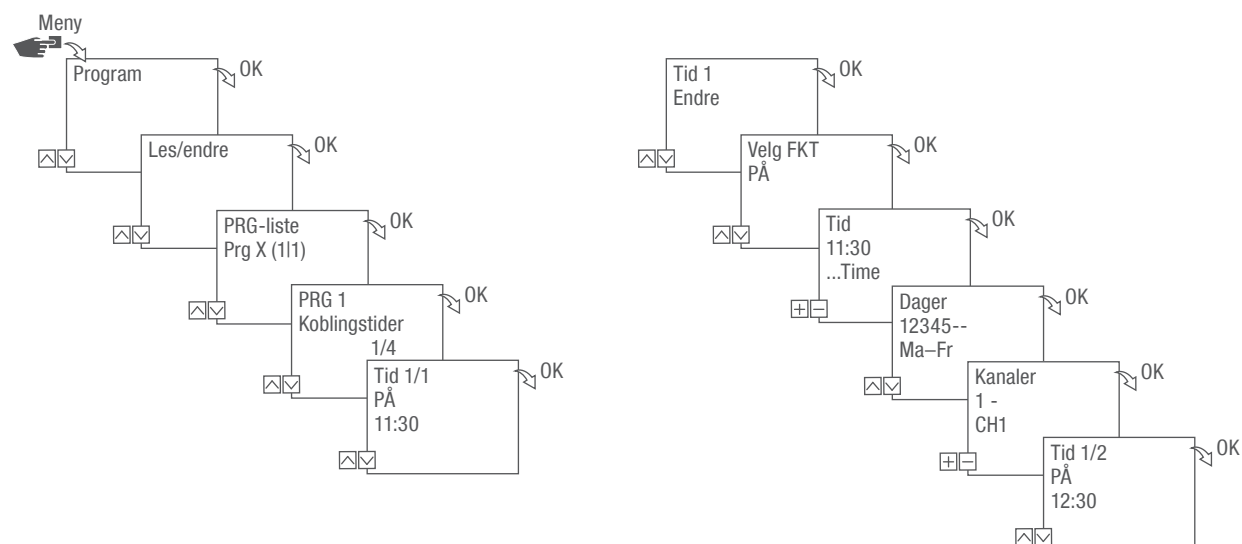 Meny
Program
OK
Les/endre
OK
PRG-liste
Prg X (1|1)
OK
PRG 1
Koblingstider
1/4
OK
Tid 1/1
PÅ
11:30
OK
Tid 1
Endre
OK
Velg FKT
PÅ
OK
Tid
11:30
...Time
OK
Dager
12345--
Ma–Fr
OK
Kanaler
1 -
CH1
OK
Tid 1/2
PÅ
12:30
OK